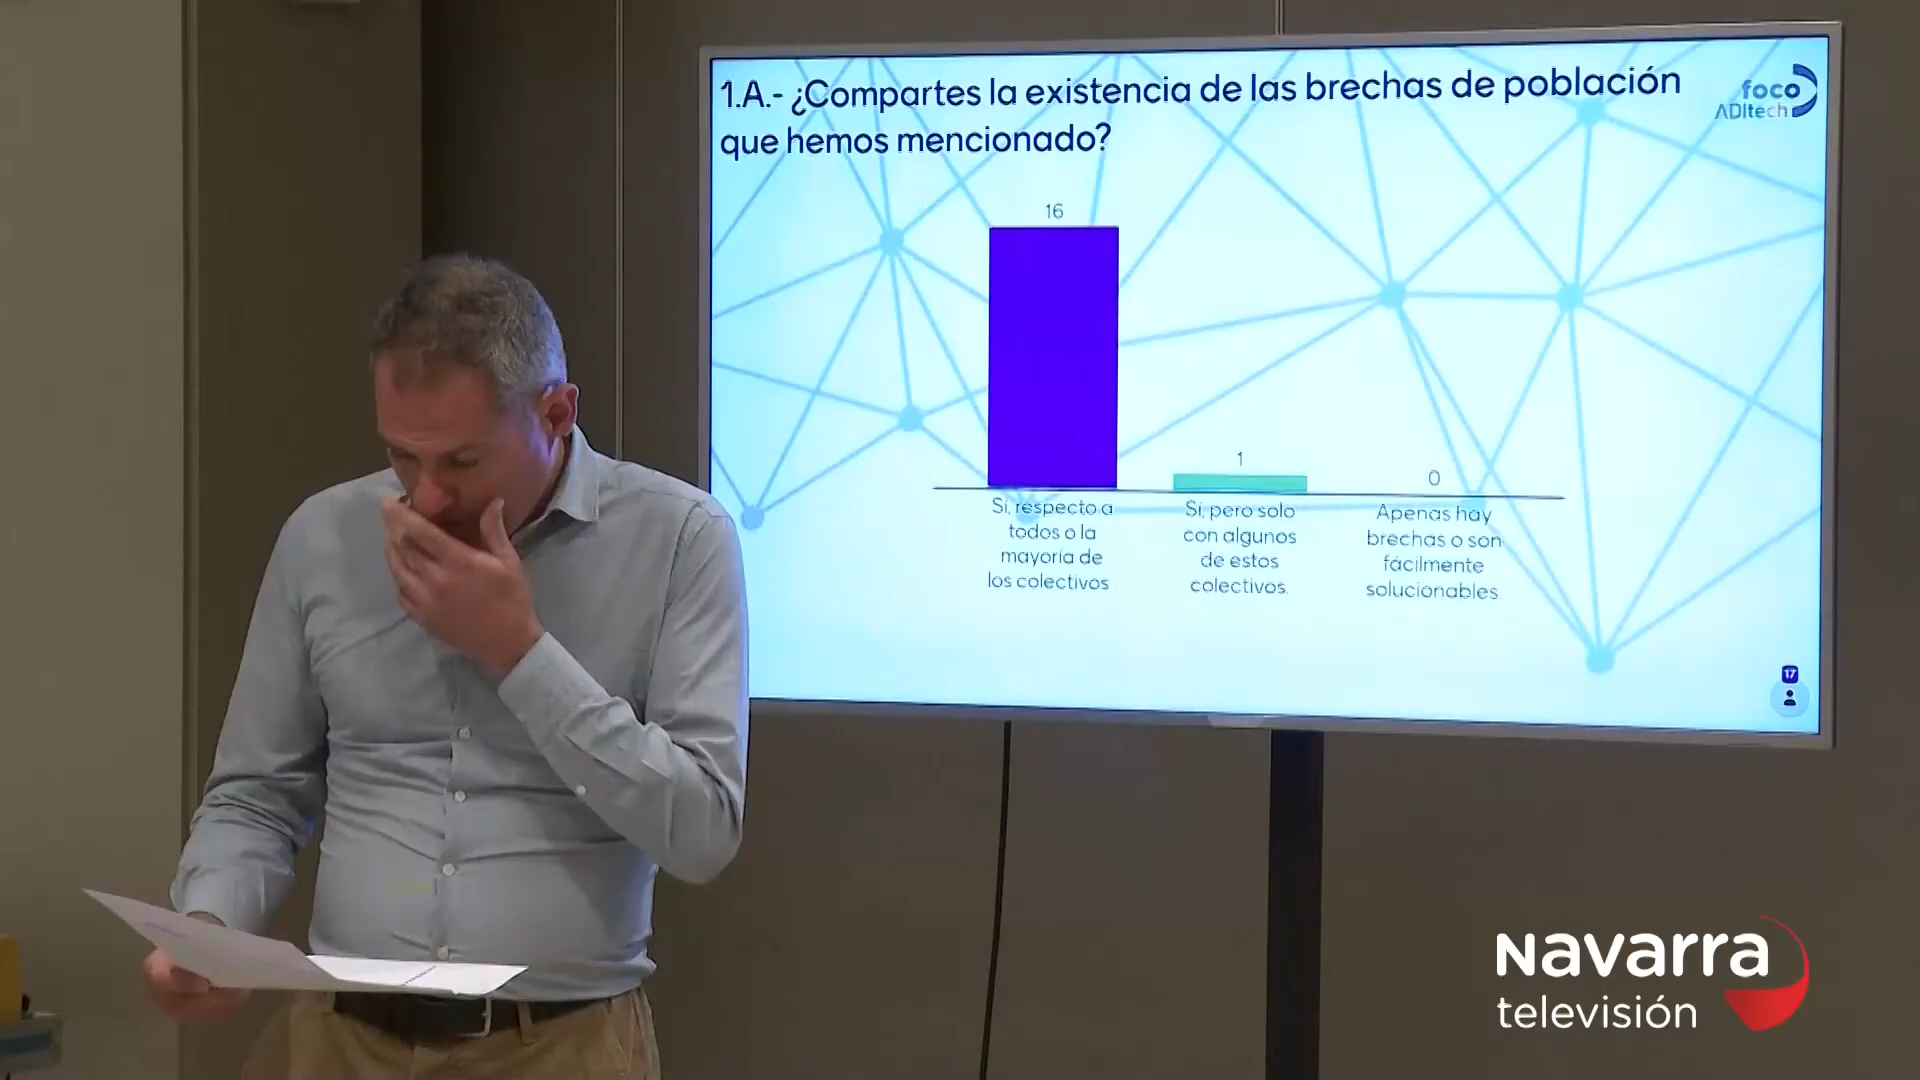 1.A.- ¿Compartes la existencia de las brechas de población
que hemos mencionado?
foco
ADItech
16
1
0
Sí, respecto a
todos o la
mayoría de
los colectivos.
Sí, pero solo
con algunos
de estos
colectivos.
Apenas hay
brechas o son
fácilmente
solucionables.
17
Navarra
televisión